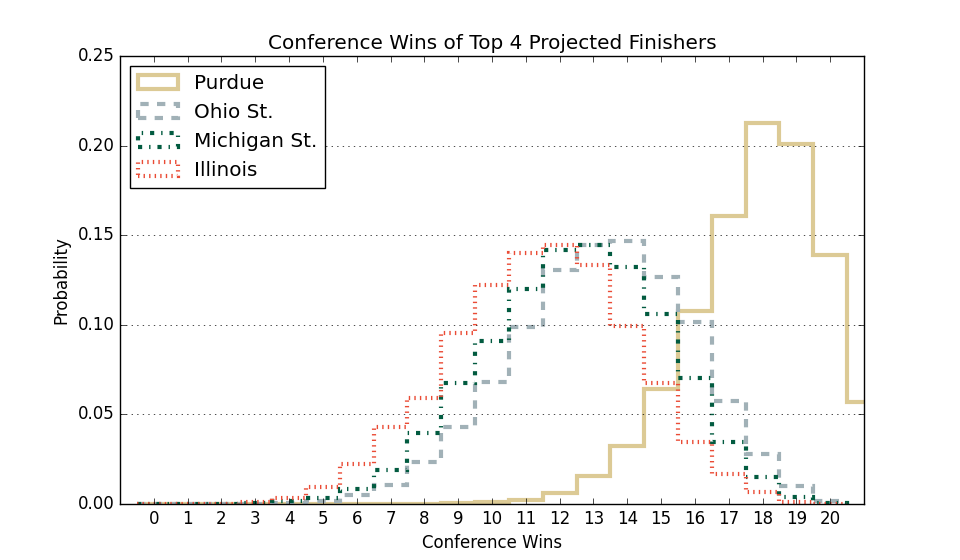 Conference Wins of Top 4 Projected Finishers
0.25
0.20
0.15
0.10
0.05
0.00
Probability
Purdue
Ohio St.
Michigan St.
Illinois
0 1 2 3 4 5 6 7 8 9 10 11 12 13 14 15 16 17 18 19 20
Conference Wins